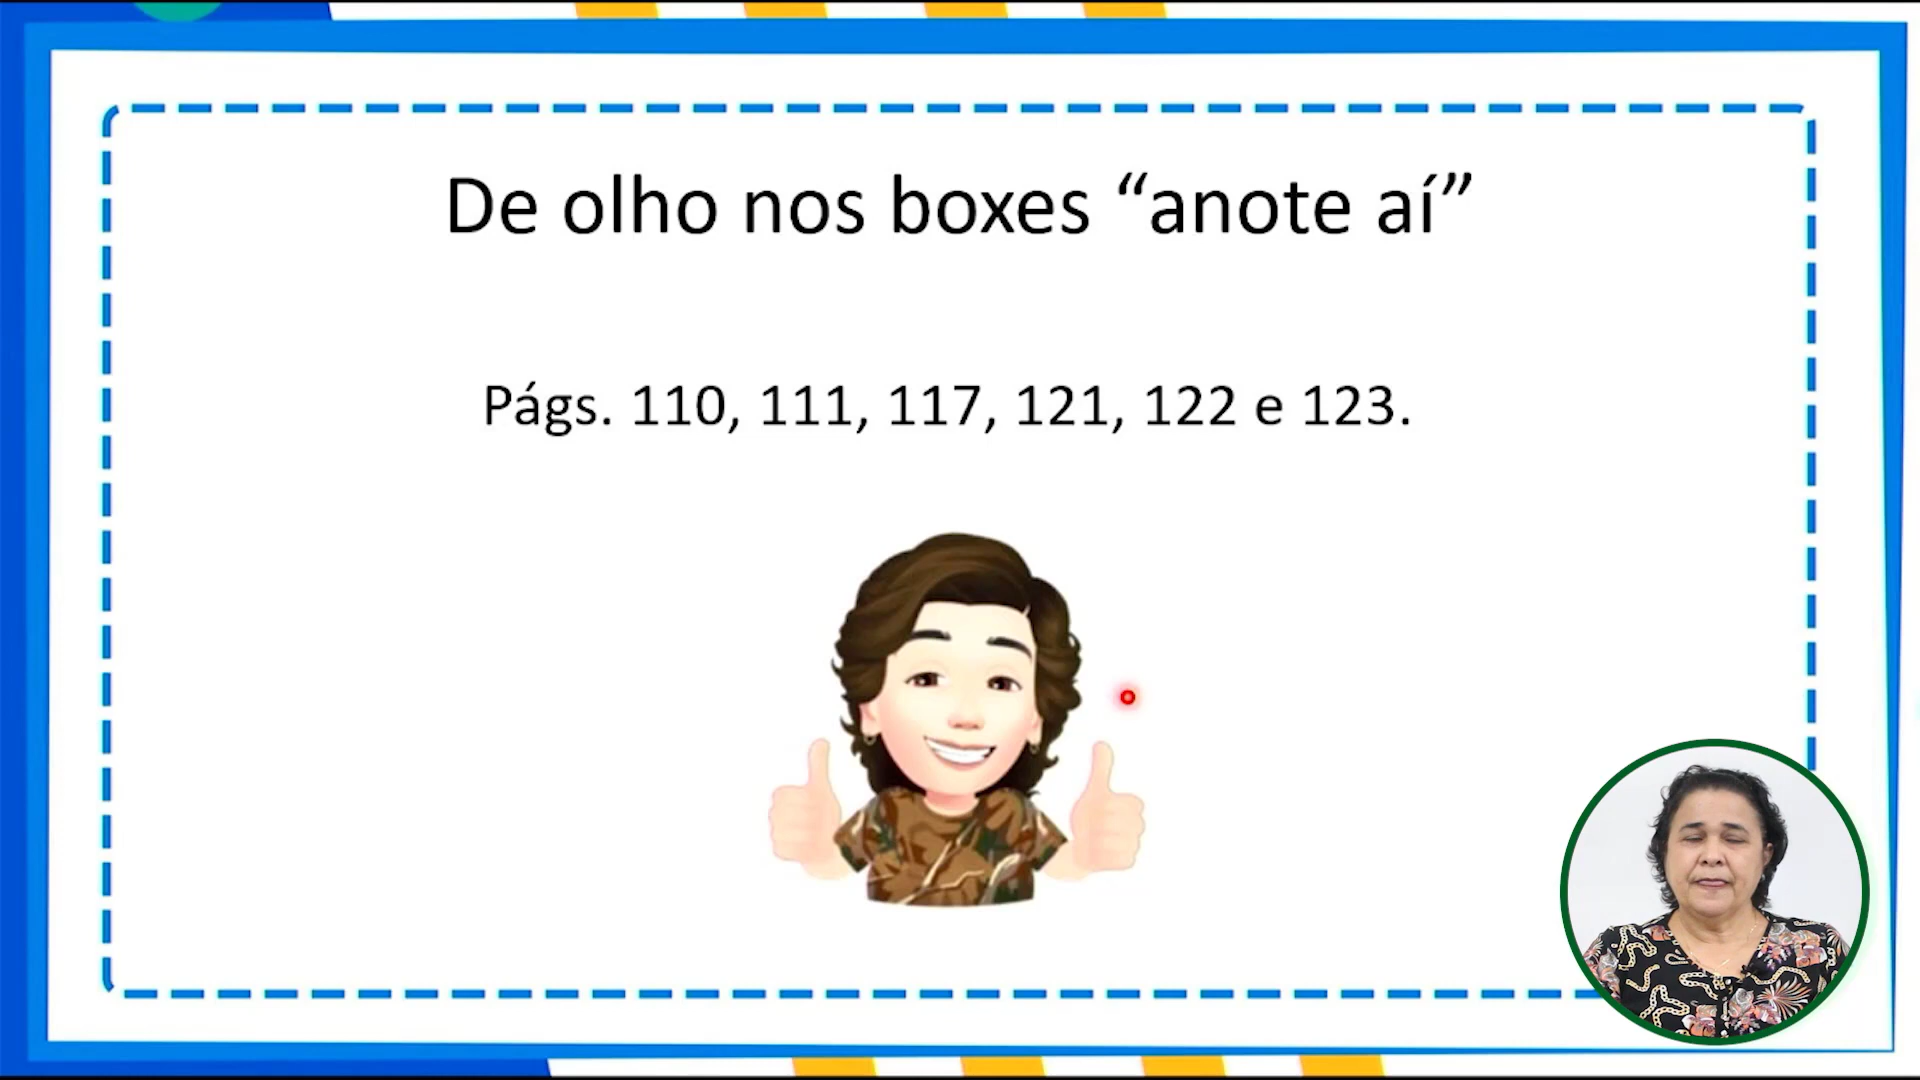 De olho nos boxes “anote aí”
Págs. 110, 111, 117, 121, 122 e 123.